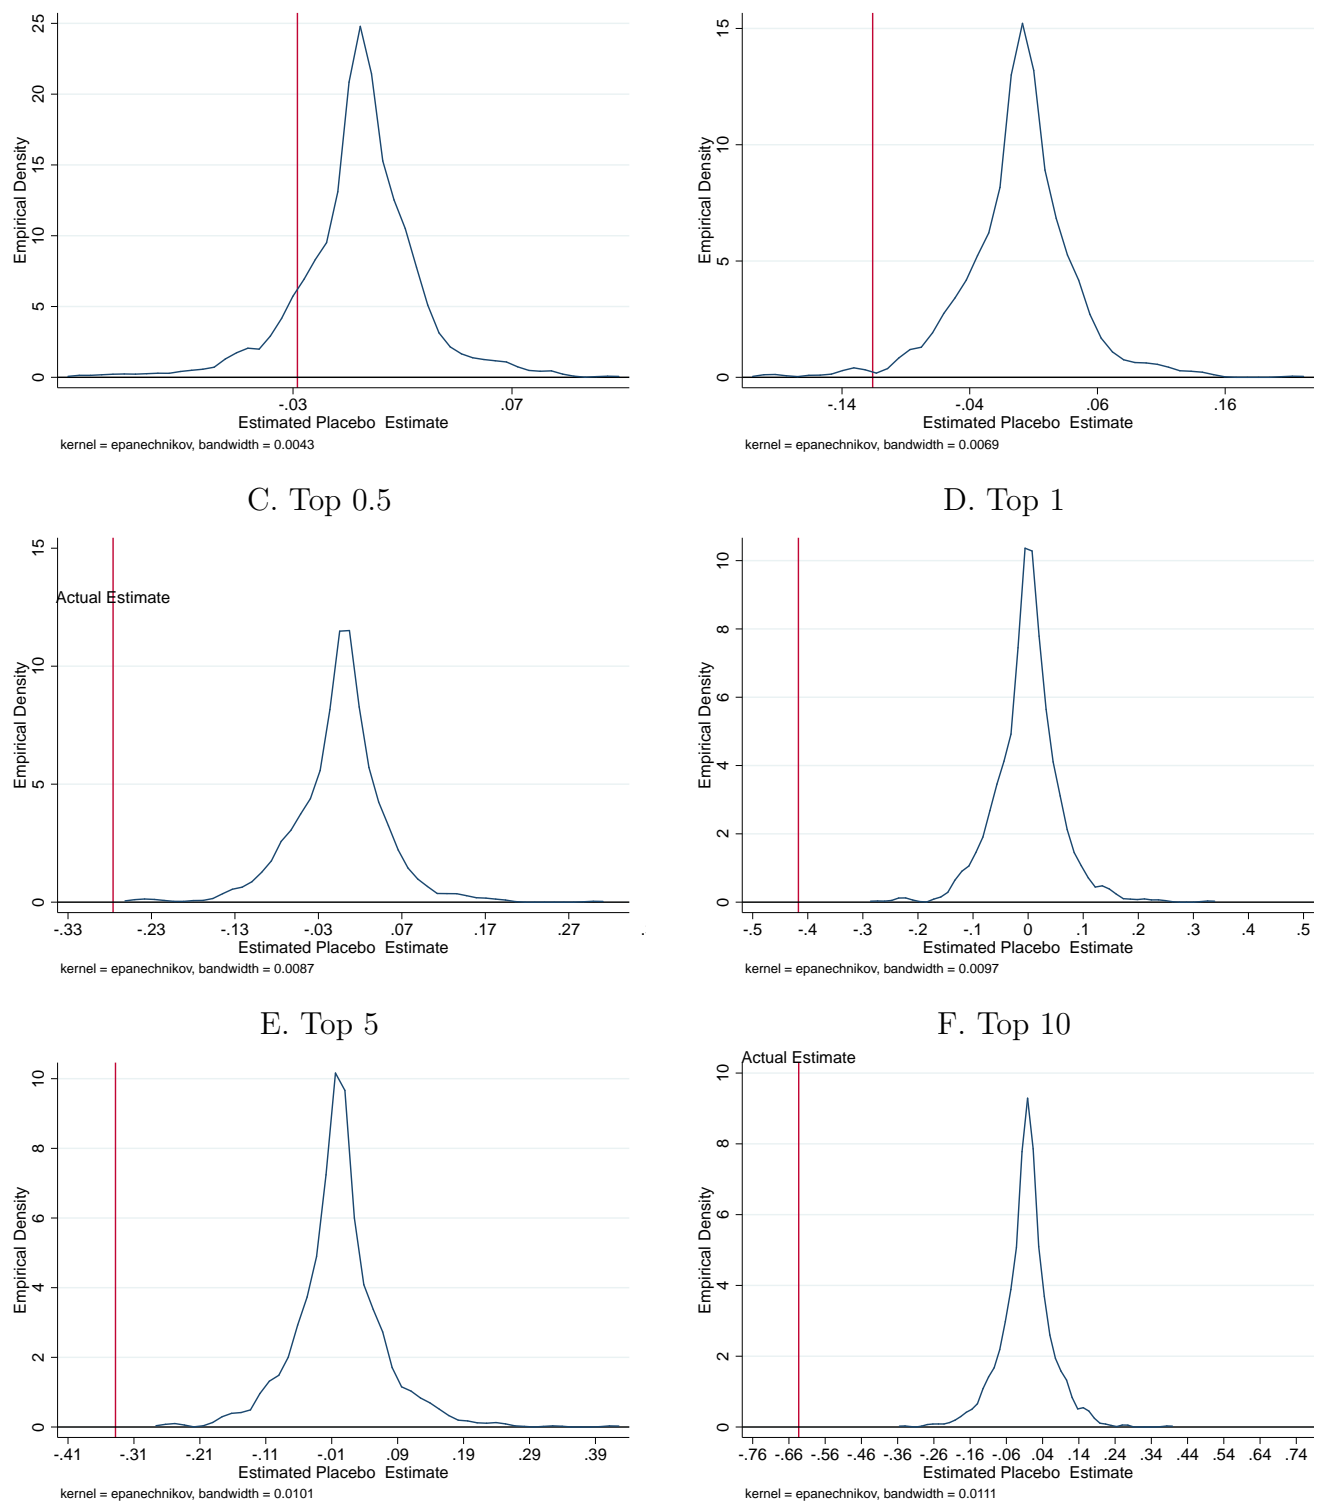 Empirical Density
0 5 10 15 20 25
-.03 .07
Estimated Placebo Estimate
kernel = epanechnikov, bandwidth = 0.0043
Empirical Density
0 5 10 15
-.14 -.04 .06 .16
Estimated Placebo Estimate
kernel = epanechnikov, bandwidth = 0.0069
C. Top 0.5
Actual Estimate
Empirical Density
0 5 10 15
-.33 -.23 -.13 -.03 .07 .17 .27 .
Estimated Placebo Estimate
kernel = epanechnikov, bandwidth = 0.0087
D. Top 1
Empirical Density
0 2 4 6 8 10
-.5 -.4 -.3 -.2 -.1 0 .1 .2 .3 .4 .5
Estimated Placebo Estimate
kernel = epanechnikov, bandwidth = 0.0097
E. Top 5
Empirical Density
0 2 4 6 8 10
-.41 -.31 -.21 -.11 -.01 .09 .19 .29 .39
Estimated Placebo Estimate
kernel = epanechnikov, bandwidth = 0.0101
F. Top 10
Actual Estimate
Empirical Density
0 2 4 6 8 10
-.76 -.66 -.56 -.46 -.36 -.26 -.16 -.06 .04 .14 .24 .34 .44 .54 .64 .74
Estimated Placebo Estimate
kernel = epanechnikov, bandwidth = 0.0111